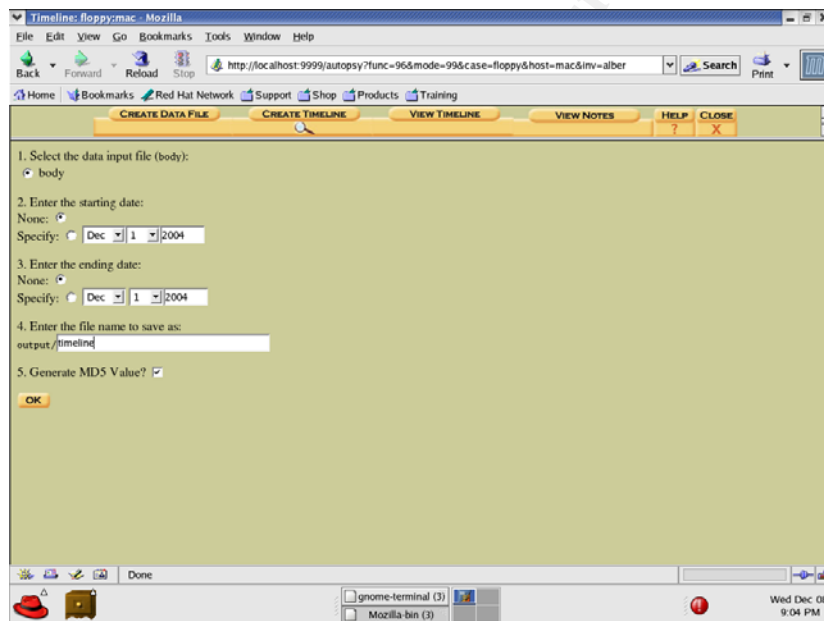 Timeline: floppy:mac - Mozilla
File Edit View Go Bookmarks Tools Window Help
Back Forward Reload Stop http://localhost:9999/autopsy?func=96&mode=99&case=floppy&host=mac&inv=alber Search Print
Home Bookmarks Red Hat Network Support Shop Products Training
CREATE DATA FILE CREATE TIMELINE VIEW TIMELINE VIEW NOTES HELP CLOSE
? X
1. Select the data input file (body):
body
2. Enter the starting date:
None:
Specify: Dec 1 2004
3. Enter the ending date:
None:
Specify: Dec 1 2004
4. Enter the file name to save as:
output/timeline
5. Generate MD5 Value?
OK
Done
gnome-terminal (3)
Mozilla-bin (3)
Wed Dec 08
9:04 PM